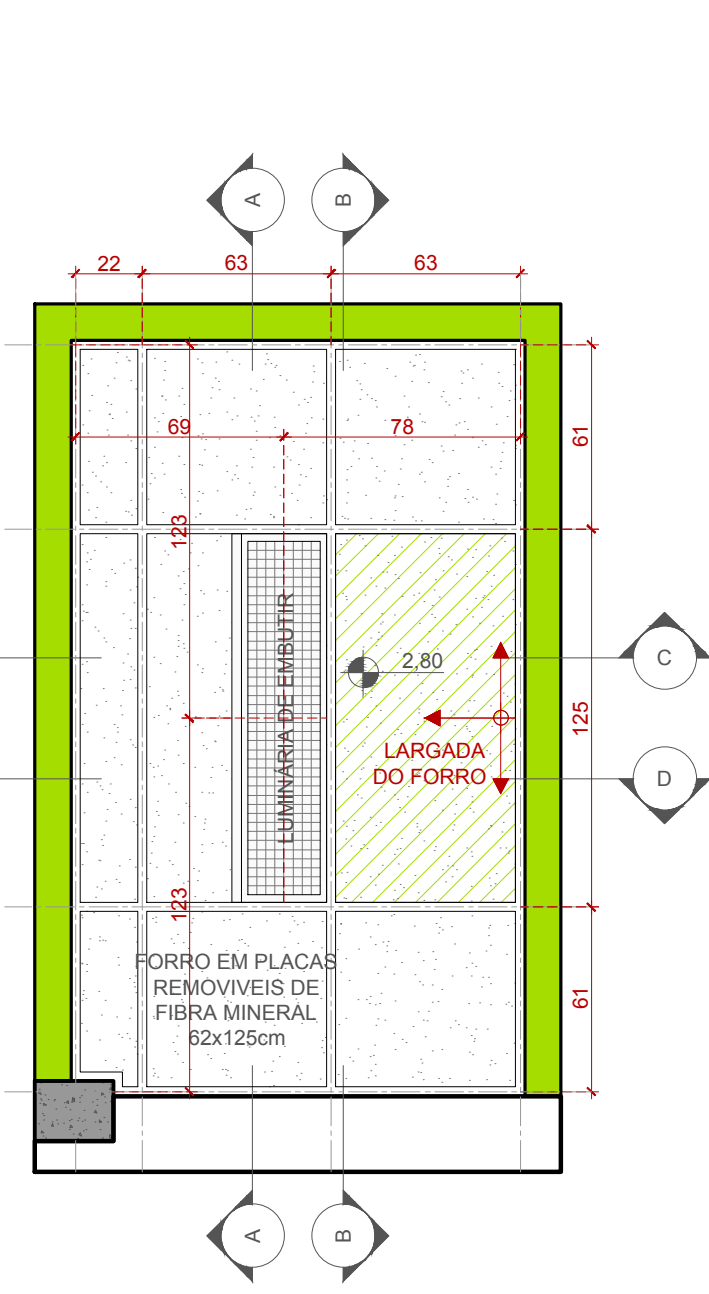 A
B
22
63
63
69
78
61
123
LUMINÁRIA DE EMBUTIR
2,80
C
125
LARGADA
DO FORRO
D
123
FORRO EM PLACAS
REMOVIVEIS DE
FIBRA MINERAL
62x125cm
61
A
B